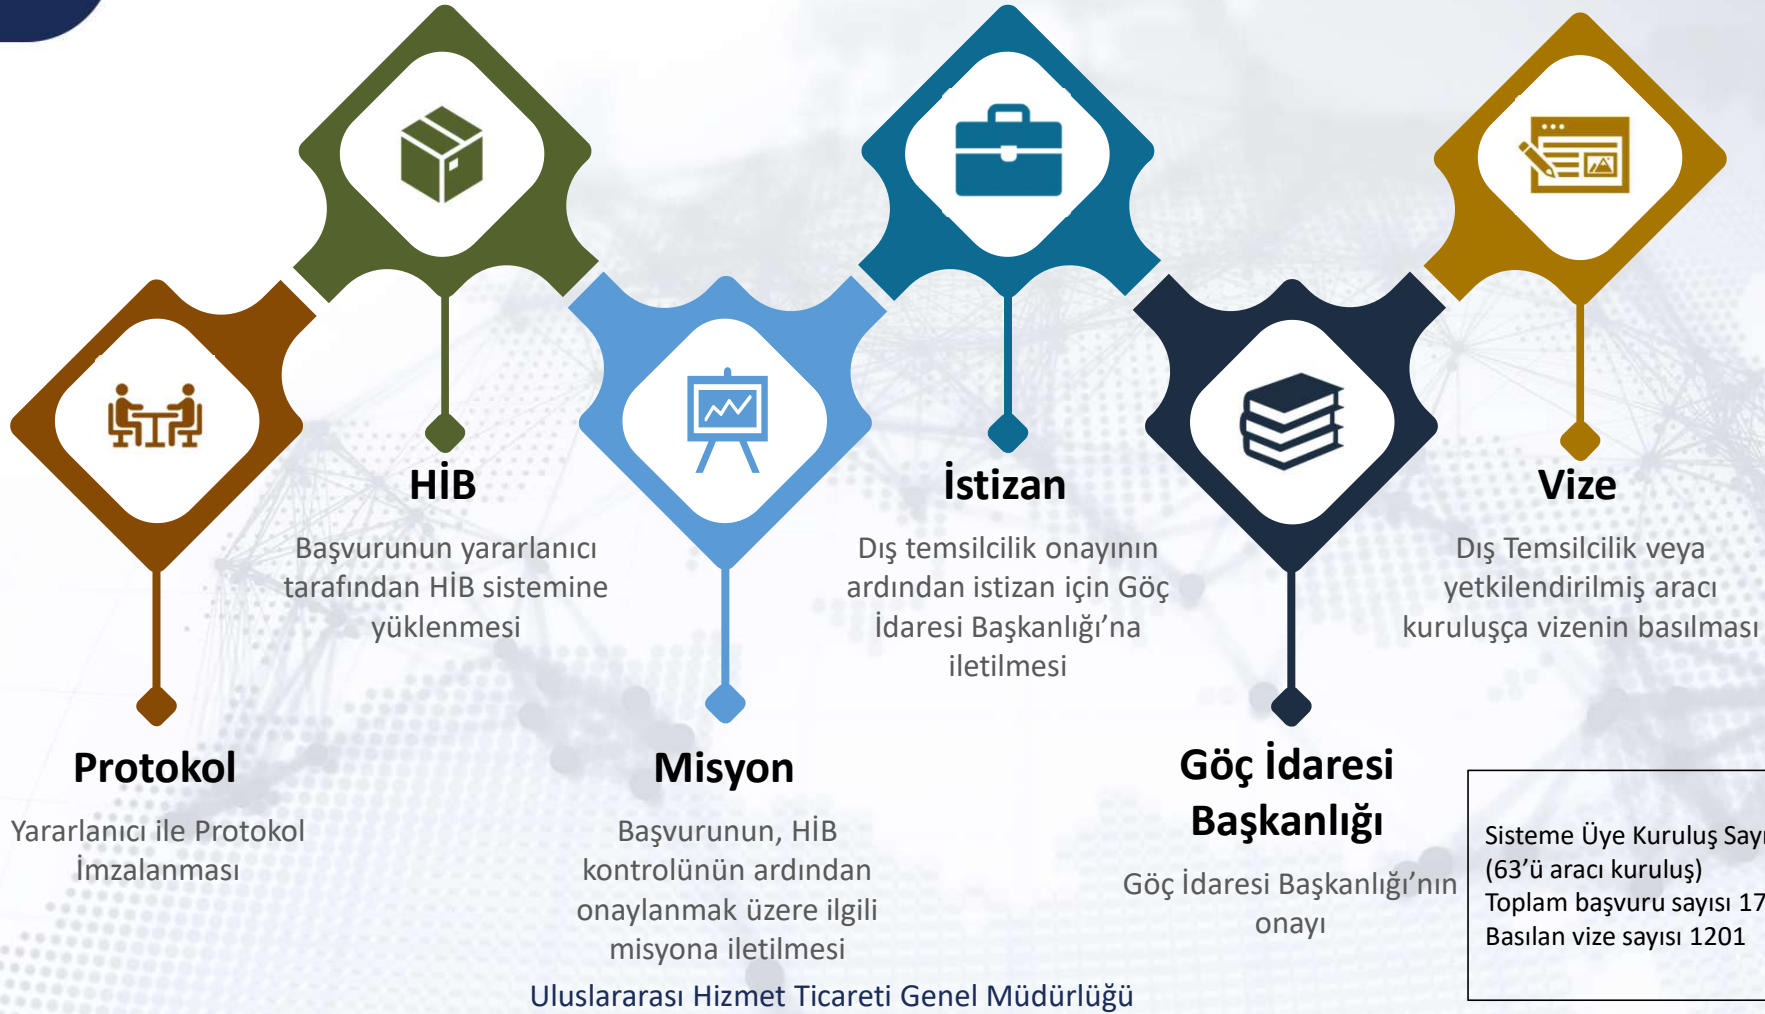 Protokol
Yararlanıcı ile Protokol
İmzalanması
HİB
Başvurunun yararlanıcı
tarafından HİB sistemine
yüklenmesi
Misyon
Başvurunun, HİB
kontrolünün ardından
onaylanmak üzere ilgili
misyona iletilmesi
İstizan
Dış temsilcilik onayının
ardından istizan için Göç
İdaresi Başkanlığı’na
iletilmesi
Göç İdaresi
Başkanlığı
Göç İdaresi Başkanlığı’nın
onayı
Vize
Dış Temsilcilik veya
yetkilendirilmiş aracı
kuruluşça vizenin basılması
Sisteme Üye Kuruluş
(63’ü aracı kuruluş)
Toplam başvuru sayısı
Basılan vize sayısı 1201
Uluslararası Hizmet Ticareti Genel Müdürlüğü